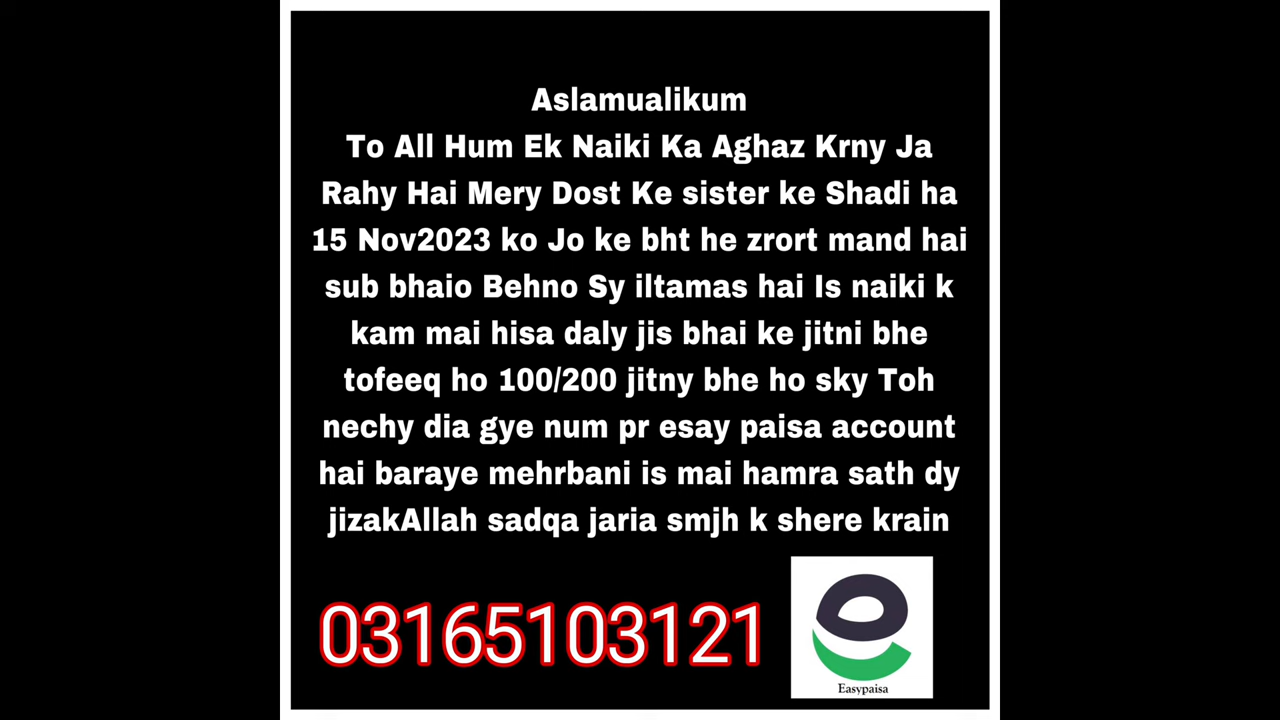 Aslamualikum
To All Hum Ek Naiki Ka Aghaz Krny Ja
Rahy Hai Mery Dost Ke sister ke Shadi ha
15 Nov2023 ko Jo ke bht he zrort mand hai
sub bhaio Behno Sy iltamas hai Is naiki k
kam mai hisa daly jis bhai ke jitni bhe
tofeeq ho 100/200 jitny bhe ho sky Toh
nechy dia gye num pr esay paisa account
hai baraye mehrbani is mai hamra sath dy
jizakAllah sadqa jaria smjh k shere krain
03165103121
Easypaisa